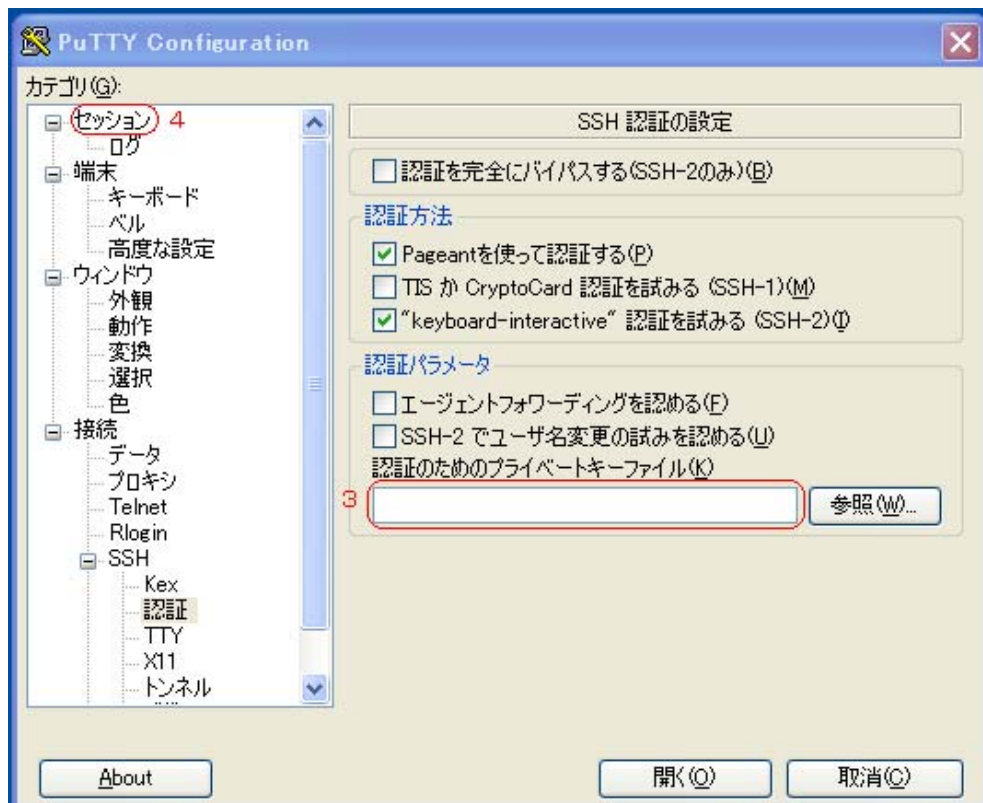 PuTTY Configuration
カテゴリ(G):
セッション 4
ログ
端末
キーボード
ベル
高度な設定
ウィンドウ
外観
動作
変換
選択
色
接続
データ
プロキシ
Telnet
Rlogin
SSH
Kex
認証
TTY
X11
トンネル
SSH 認証の設定
認証を完全にバイパスする(SSH-2のみ)(B)
認証方法
Pageantを使って認証する(P)
TIS か CryptoCard 認証を試みる (SSH-1)(M)
"keyboard-interactive" 認証を試みる (SSH-2)(I)
認証パラメータ
エージェントフォワーディングを認める(F)
SSH-2 でユーザ名変更の試みを認める(U)
認証のためのプライベートキーファイル(K)
3
参照(W)...
About
開く(O)
取消(C)